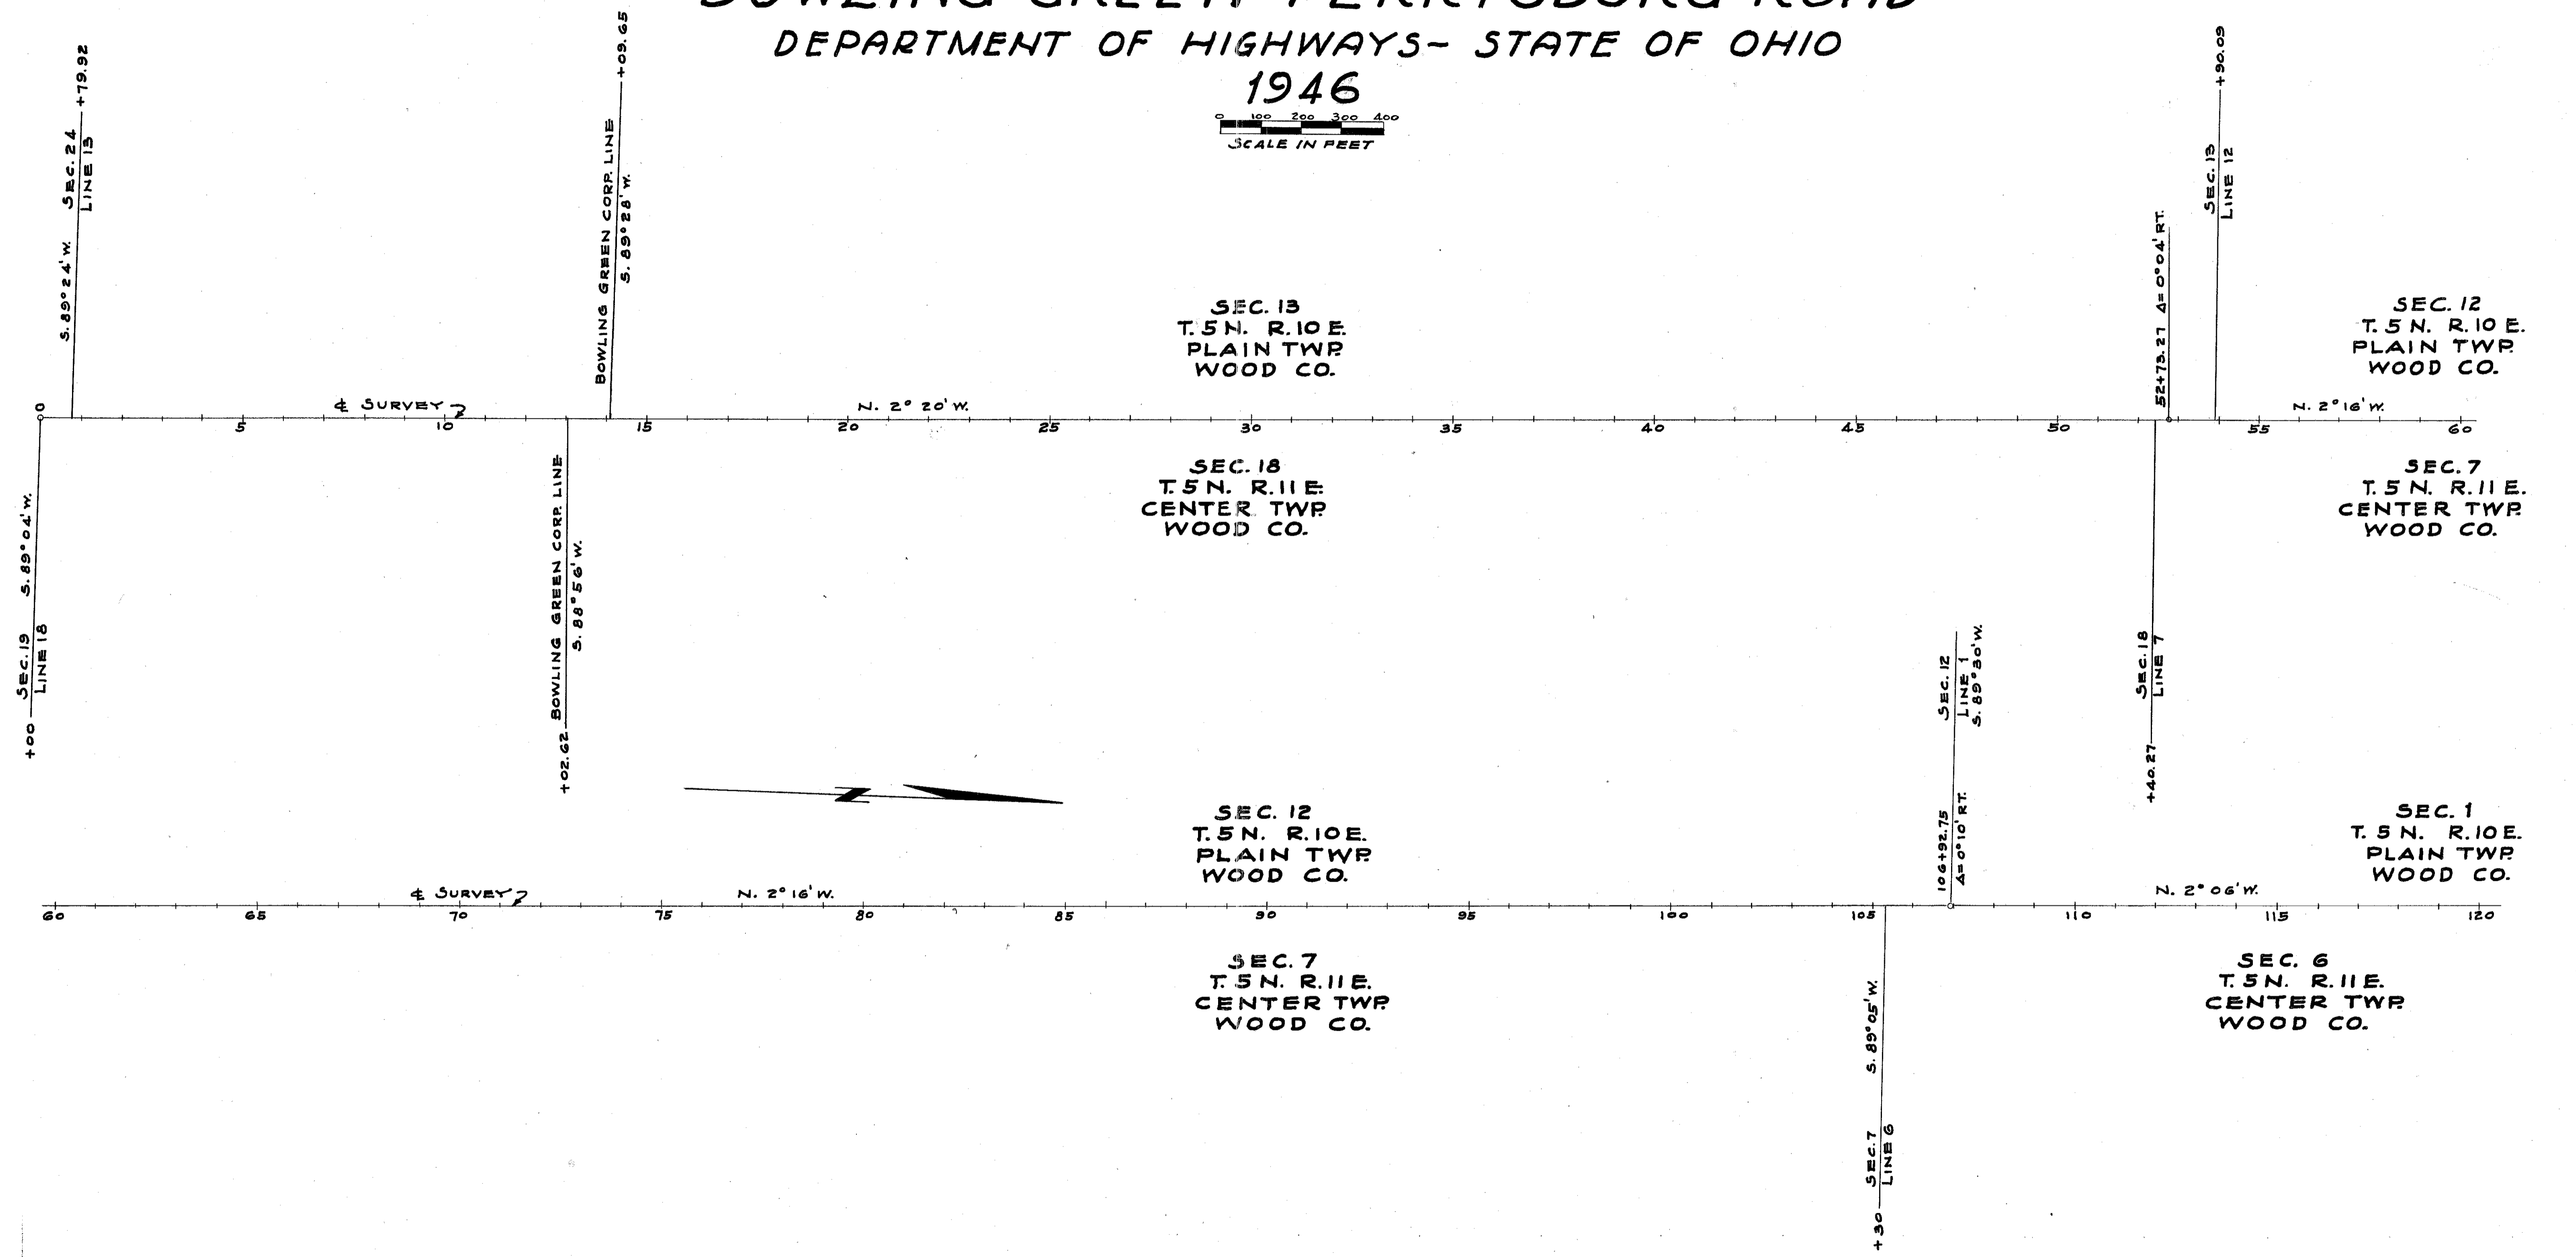 BOWLING GREEN-PERRYSBURG ROAD
DEPARTMENT OF HIGHWAYS- STATE OF OHIO
1946
0 100 200 300 400
SCALE IN FEET
+79.92
SEC. 24
LINE 13
S. 89° 24' W.
+09.65
BOWLING GREEN CORP. LINE
S. 89° 28' W.
+90.09
SEC. 13
LINE 12
52+73.27 Δ= 0° 04' RT.
SEC. 13
T. 5 N. R. 10 E.
PLAIN TWP.
WOOD CO.
SEC. 12
T. 5 N. R. 10 E.
PLAIN TWP.
WOOD CO.
℄ SURVEY
N. 2° 20' W.
N. 2° 16' W.
0 5 10 15 20 25 30 35 40 45 50 55 60
SEC. 18
T. 5 N. R. 11 E.
CENTER TWP.
WOOD CO.
SEC. 7
T. 5 N. R. 11 E.
CENTER TWP.
WOOD CO.
+00
SEC. 19 S. 89° 04' W.
LINE 18
+02.62
BOWLING GREEN CORP. LINE
S. 88° 56' W.
SEC. 18
LINE 7
+40.27
SEC. 12
LINE 1
S. 89° 30' W.
106+92.75
Δ= 0° 10' RT.
N
SEC. 12
T. 5 N. R. 10 E.
PLAIN TWP.
WOOD CO.
SEC. 1
T. 5 N. R. 10 E.
PLAIN TWP.
WOOD CO.
℄ SURVEY
N. 2° 16' W.
N. 2° 06' W.
60 65 70 75 80 85 90 95 100 105 110 115 120
SEC. 7
T. 5 N. R. 11 E.
CENTER TWP.
WOOD CO.
SEC. 6
T. 5 N. R. 11 E.
CENTER TWP.
WOOD CO.
+30
SEC. 7 S. 89° 05' W.
LINE 6